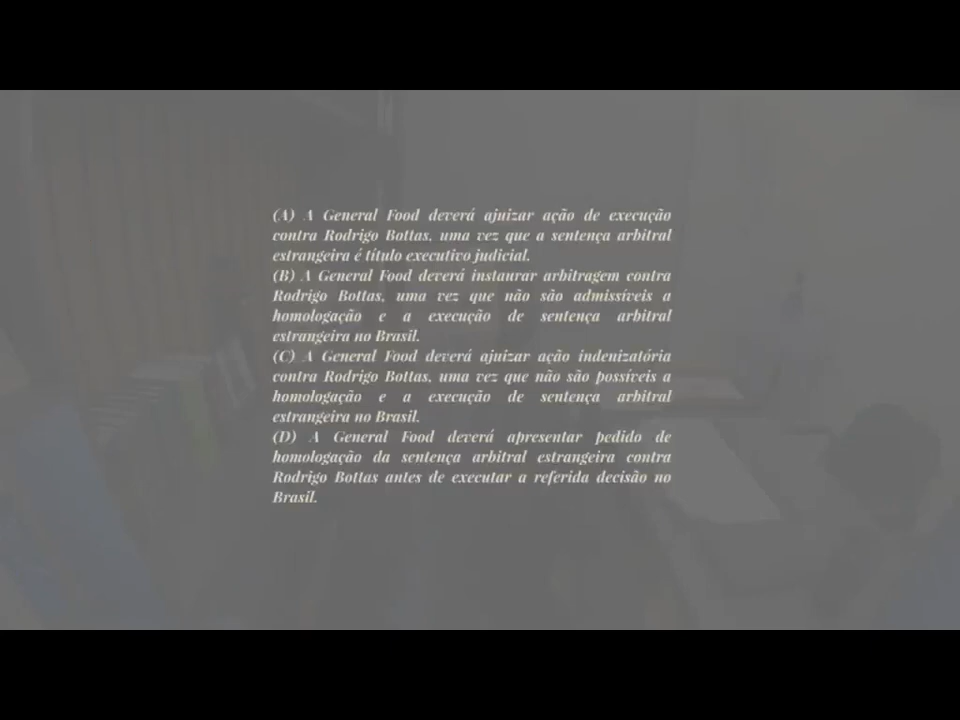 (A) A General Food deverá ajuizar ação de execução
contra Rodrigo Bottas, uma vez que a sentença arbitral
estrangeira é título executivo judicial.
(B) A General Food deverá instaurar arbitragem contra
Rodrigo Bottas, uma vez que não são admissíveis a
homologação e a execução de sentença arbitral
estrangeira no Brasil.
(C) A General Food deverá ajuizar ação indenizatória
contra Rodrigo Bottas, uma vez que não são possíveis a
homologação e a execução de sentença arbitral
estrangeira no Brasil.
(D) A General Food deverá apresentar pedido de
homologação da sentença arbitral estrangeira contra
Rodrigo Bottas antes de executar a referida decisão no
Brasil.